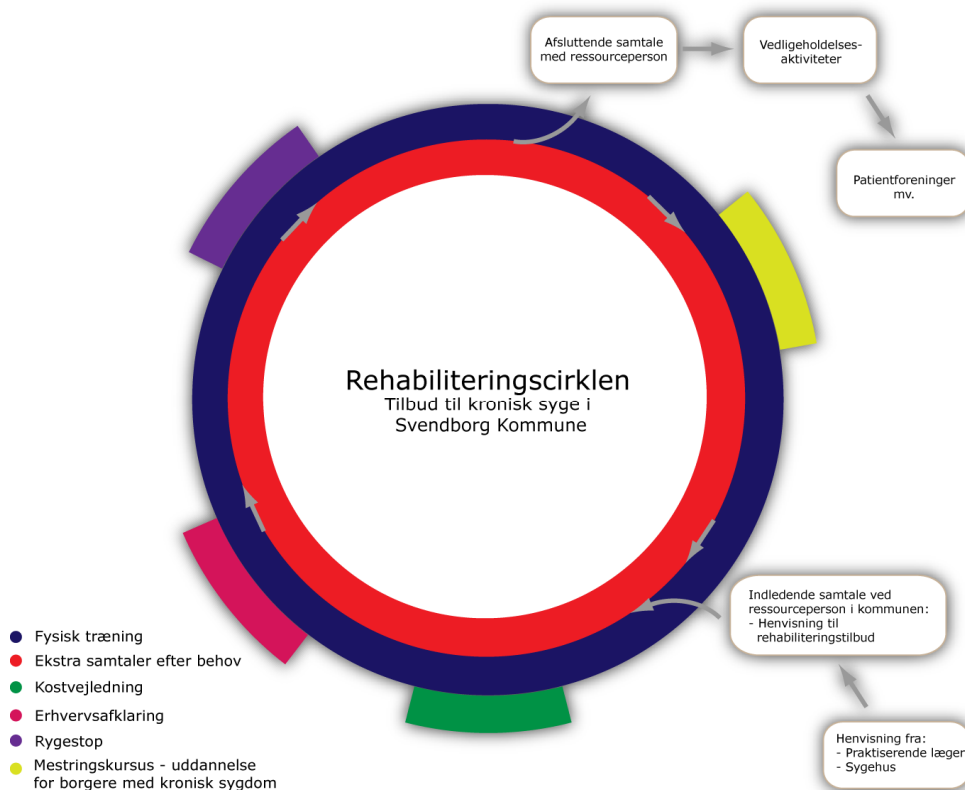 Afsluttende samtale
med ressourceperson
Vedligeholdelses-
aktiviteter
Patientforeninger
mv.
Rehabiliteringscirklen
Tilbud til kronisk syge i
Svendborg Kommune
Indledende samtale ved
ressourceperson i kommunen:
- Henvisning til
rehabiliteringstilbud
Henvisning fra:
- Praktiserende læger
- Sygehus
Fysisk træning
Ekstra samtaler efter behov
Kostvejledning
Erhvervsafklaring
Rygestop
Mestringskursus - uddannelse
for borgere med kronisk sygdom